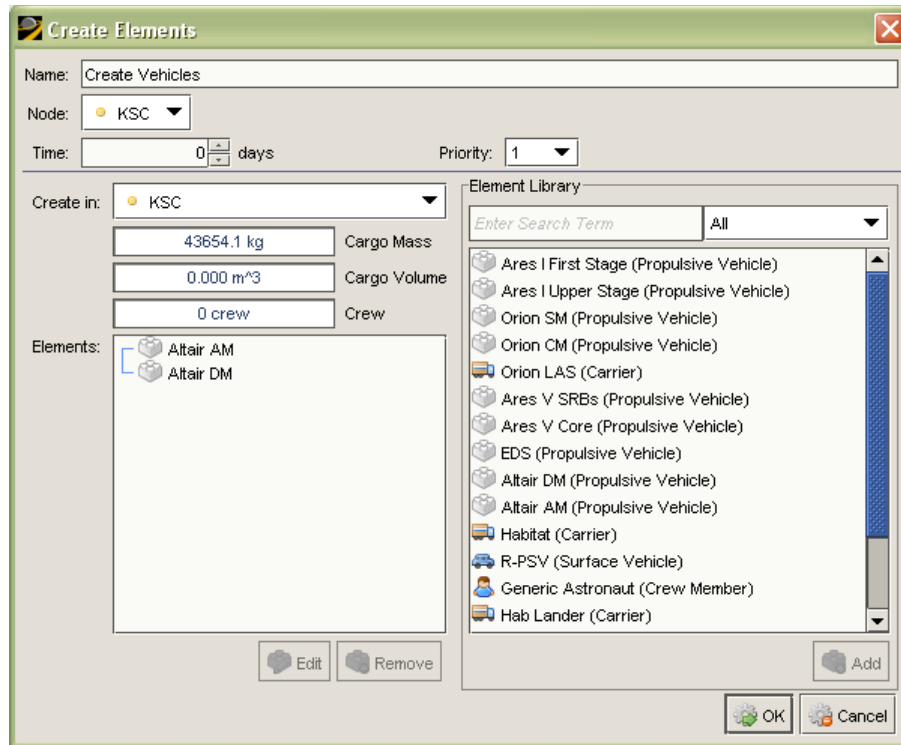 Create Elements
Name: Create Vehicles
Node: KSC
Time: 0 days Priority: 1
Create in: KSC
43654.1 kg Cargo Mass
0.000 m^3 Cargo Volume
0 crew Crew
Elements: Altair AM
Altair DM
Edit Remove
Element Library
Enter Search Term All
Ares I First Stage (Propulsive Vehicle)
Ares I Upper Stage (Propulsive Vehicle)
Orion SM (Propulsive Vehicle)
Orion CM (Propulsive Vehicle)
Orion LAS (Carrier)
Ares V SRBs (Propulsive Vehicle)
Ares V Core (Propulsive Vehicle)
EDS (Propulsive Vehicle)
Altair DM (Propulsive Vehicle)
Altair AM (Propulsive Vehicle)
Habitat (Carrier)
R-PSV (Surface Vehicle)
Generic Astronaut (Crew Member)
Hab Lander (Carrier)
Add
OK Cancel